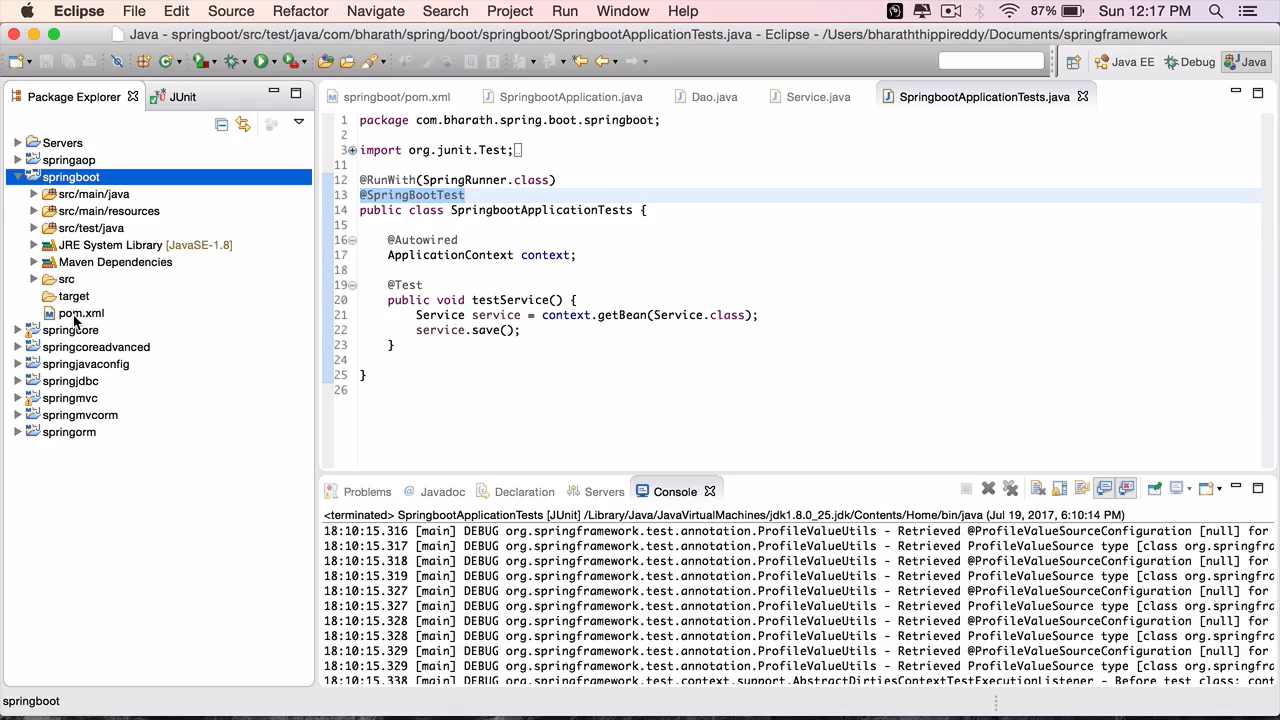 Eclipse File Edit Source Refactor Navigate Search Project Run Window Help 87% Sun 12:17 PM
Java - springboot/src/test/java/com/bharath/spring/boot/springboot/SpringbootApplicationTests.java - Eclipse - /Users/bharaththippireddy/Documents/springframework
Java EE Debug Java
Package Explorer JUnit
Servers
springaop
springboot
src/main/java
src/main/resources
src/test/java
JRE System Library [JavaSE-1.8]
Maven Dependencies
src
target
pom.xml
springcore
springcoreadvanced
springjavaconfig
springjdbc
springmvc
springmvcorm
springorm
springboot/pom.xml SpringbootApplication.java Dao.java Service.java SpringbootApplicationTests.java
1 package com.bharath.spring.boot.springboot;
2
3 import org.junit.Test;
11
12 @RunWith(SpringRunner.class)
13 @SpringBootTest
14 public class SpringbootApplicationTests {
15
16 @Autowired
17 ApplicationContext context;
18
19 @Test
20 public void testService() {
21 Service service = context.getBean(Service.class);
22 service.save();
23 }
24
25 }
26
Problems @ Javadoc Declaration Servers Console
<terminated> SpringbootApplicationTests [JUnit] /Library/Java/JavaVirtualMachines/jdk1.8.0_25.jdk/Contents/Home/bin/java (Jul 19, 2017, 6:10:14 PM)
18:10:15.316 [main] DEBUG org.springframework.test.annotation.ProfileValueUtils - Retrieved @ProfileValueSourceConfiguration [null] for
18:10:15.317 [main] DEBUG org.springframework.test.annotation.ProfileValueUtils - Retrieved ProfileValueSource type [class org.springfra
18:10:15.318 [main] DEBUG org.springframework.test.annotation.ProfileValueUtils - Retrieved @ProfileValueSourceConfiguration [null] for
18:10:15.319 [main] DEBUG org.springframework.test.annotation.ProfileValueUtils - Retrieved ProfileValueSource type [class org.springfra
18:10:15.327 [main] DEBUG org.springframework.test.annotation.ProfileValueUtils - Retrieved @ProfileValueSourceConfiguration [null] for
18:10:15.327 [main] DEBUG org.springframework.test.annotation.ProfileValueUtils - Retrieved ProfileValueSource type [class org.springfra
18:10:15.328 [main] DEBUG org.springframework.test.annotation.ProfileValueUtils - Retrieved @ProfileValueSourceConfiguration [null] for
18:10:15.328 [main] DEBUG org.springframework.test.annotation.ProfileValueUtils - Retrieved ProfileValueSource type [class org.springfra
18:10:15.329 [main] DEBUG org.springframework.test.annotation.ProfileValueUtils - Retrieved @ProfileValueSourceConfiguration [null] for
18:10:15.329 [main] DEBUG org.springframework.test.annotation.ProfileValueUtils - Retrieved ProfileValueSource type [class org.springfra
18:10:15.338 [main] DEBUG org.springframework.test.context.support.AbstractDirtiesContextTestExecutionListener - Before test class: cont
springboot